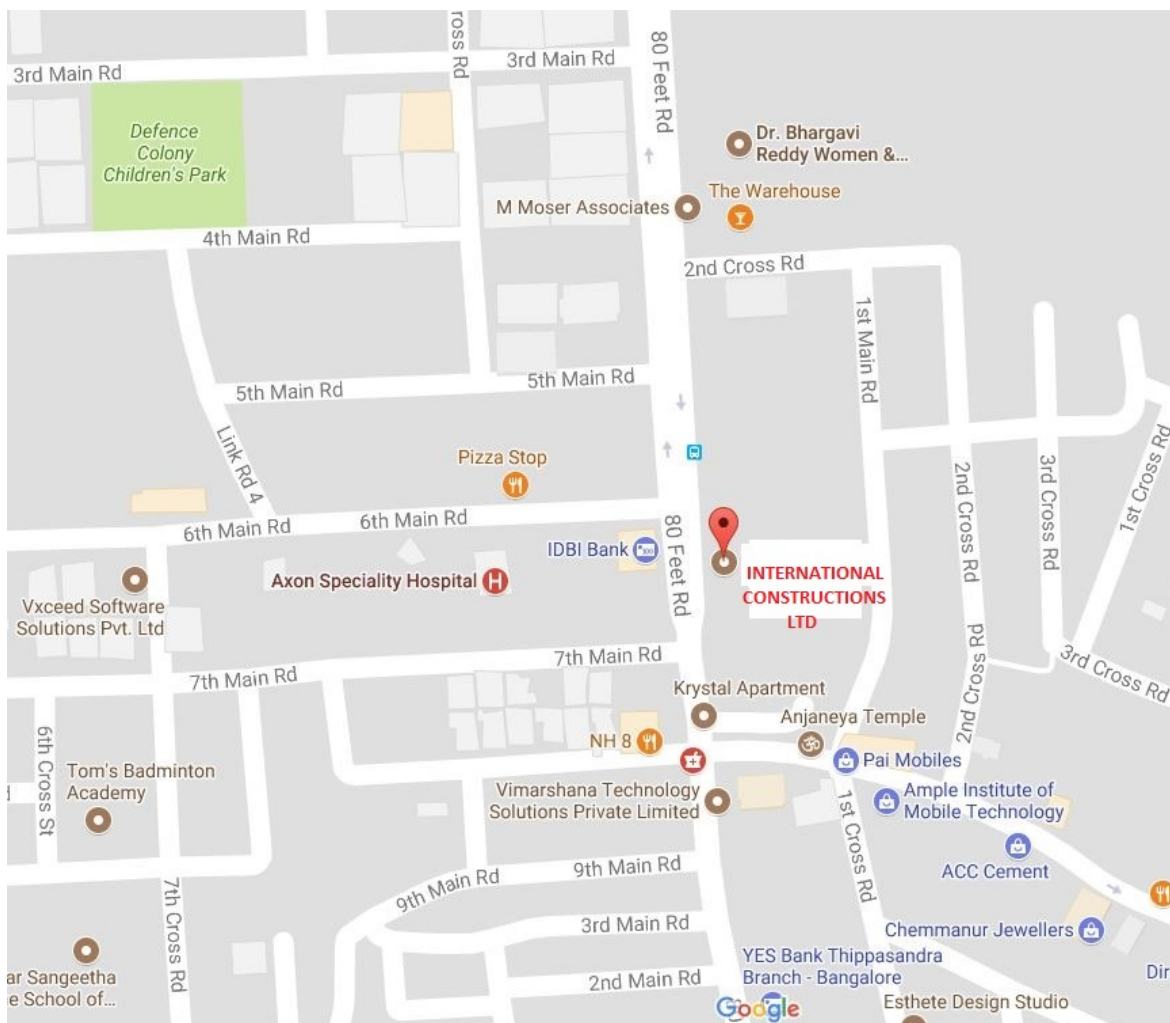 3rd Main Rd
ross Rd
3rd Main Rd
80 Feet Rd
Defence
Colony
Children's Park
Dr. Bhargavi
Reddy Women &...
The Warehouse
M Moser Associates
4th Main Rd
2nd Cross Rd
1st Main Rd
5th Main Rd
5th Main Rd
Link Rd 4
Pizza Stop
2nd Cross Rd
3rd Cross Rd
1st Cross Rd
6th Main Rd
6th Main Rd
80 Feet Rd
IDBI Bank
INTERNATIONAL
CONSTRUCTIONS
LTD
Axon Speciality Hospital
H
Vxceed Software
Solutions Pvt. Ltd
7th Main Rd
7th Main Rd
2nd Cross Rd
3rd Cross Rd
Krystal Apartment
Anjaneya Temple
ॐ
NH 8
6th Cross St
Tom's Badminton
Academy
Pai Mobiles
Vimarshana Technology
Solutions Private Limited
Ample Institute of
Mobile Technology
1st Cross Rd
ACC Cement
9th Main Rd
9th Main Rd
7th Cross Rd
3rd Main Rd
Chemmanur Jewellers
ar Sangeetha
e School of...
YES Bank Thippasandra
Branch - Bangalore
2nd Main Rd
Dir
Google
Esthete Design Studio